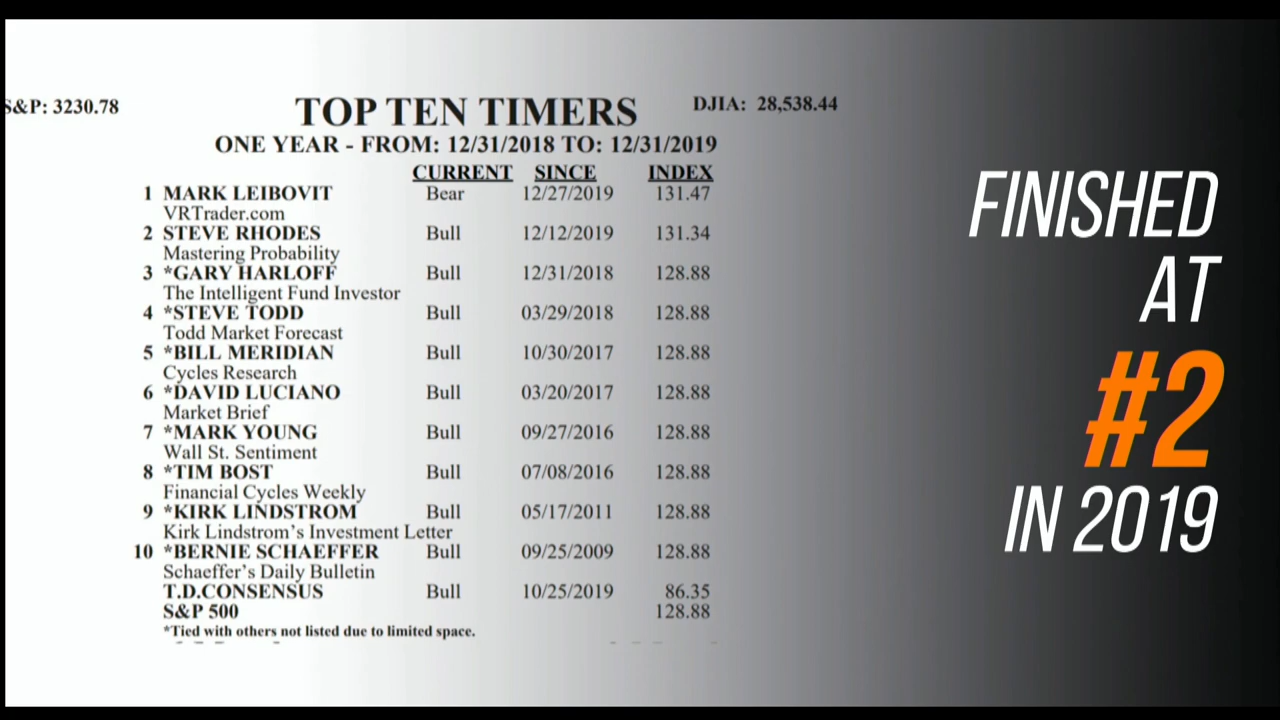 S&P: 3230.78
TOP TEN TIMERS
DJIA: 28,538.44
ONE YEAR - FROM: 12/31/2018 TO: 12/31/2019
CURRENT SINCE INDEX
1 MARK LEIBOVIT Bear 12/27/2019 131.47
VRTrader.com
2 STEVE RHODES Bull 12/12/2019 131.34
Mastering Probability
3 *GARY HARLOFF Bull 12/31/2018 128.88
The Intelligent Fund Investor
4 *STEVE TODD Bull 03/29/2018 128.88
Todd Market Forecast
5 *BILL MERIDIAN Bull 10/30/2017 128.88
Cycles Research
6 *DAVID LUCIANO Bull 03/20/2017 128.88
Market Brief
7 *MARK YOUNG Bull 09/27/2016 128.88
Wall St. Sentiment
8 *TIM BOST Bull 07/08/2016 128.88
Financial Cycles Weekly
9 *KIRK LINDSTROM Bull 05/17/2011 128.88
Kirk Lindstrom's Investment Letter
10 *BERNIE SCHAEFFER Bull 09/25/2009 128.88
Schaeffer's Daily Bulletin
T.D.CONSENSUS Bull 10/25/2019 86.35
S&P 500 128.88
*Tied with others not listed due to limited space.
FINISHED
AT
#2
IN 2019